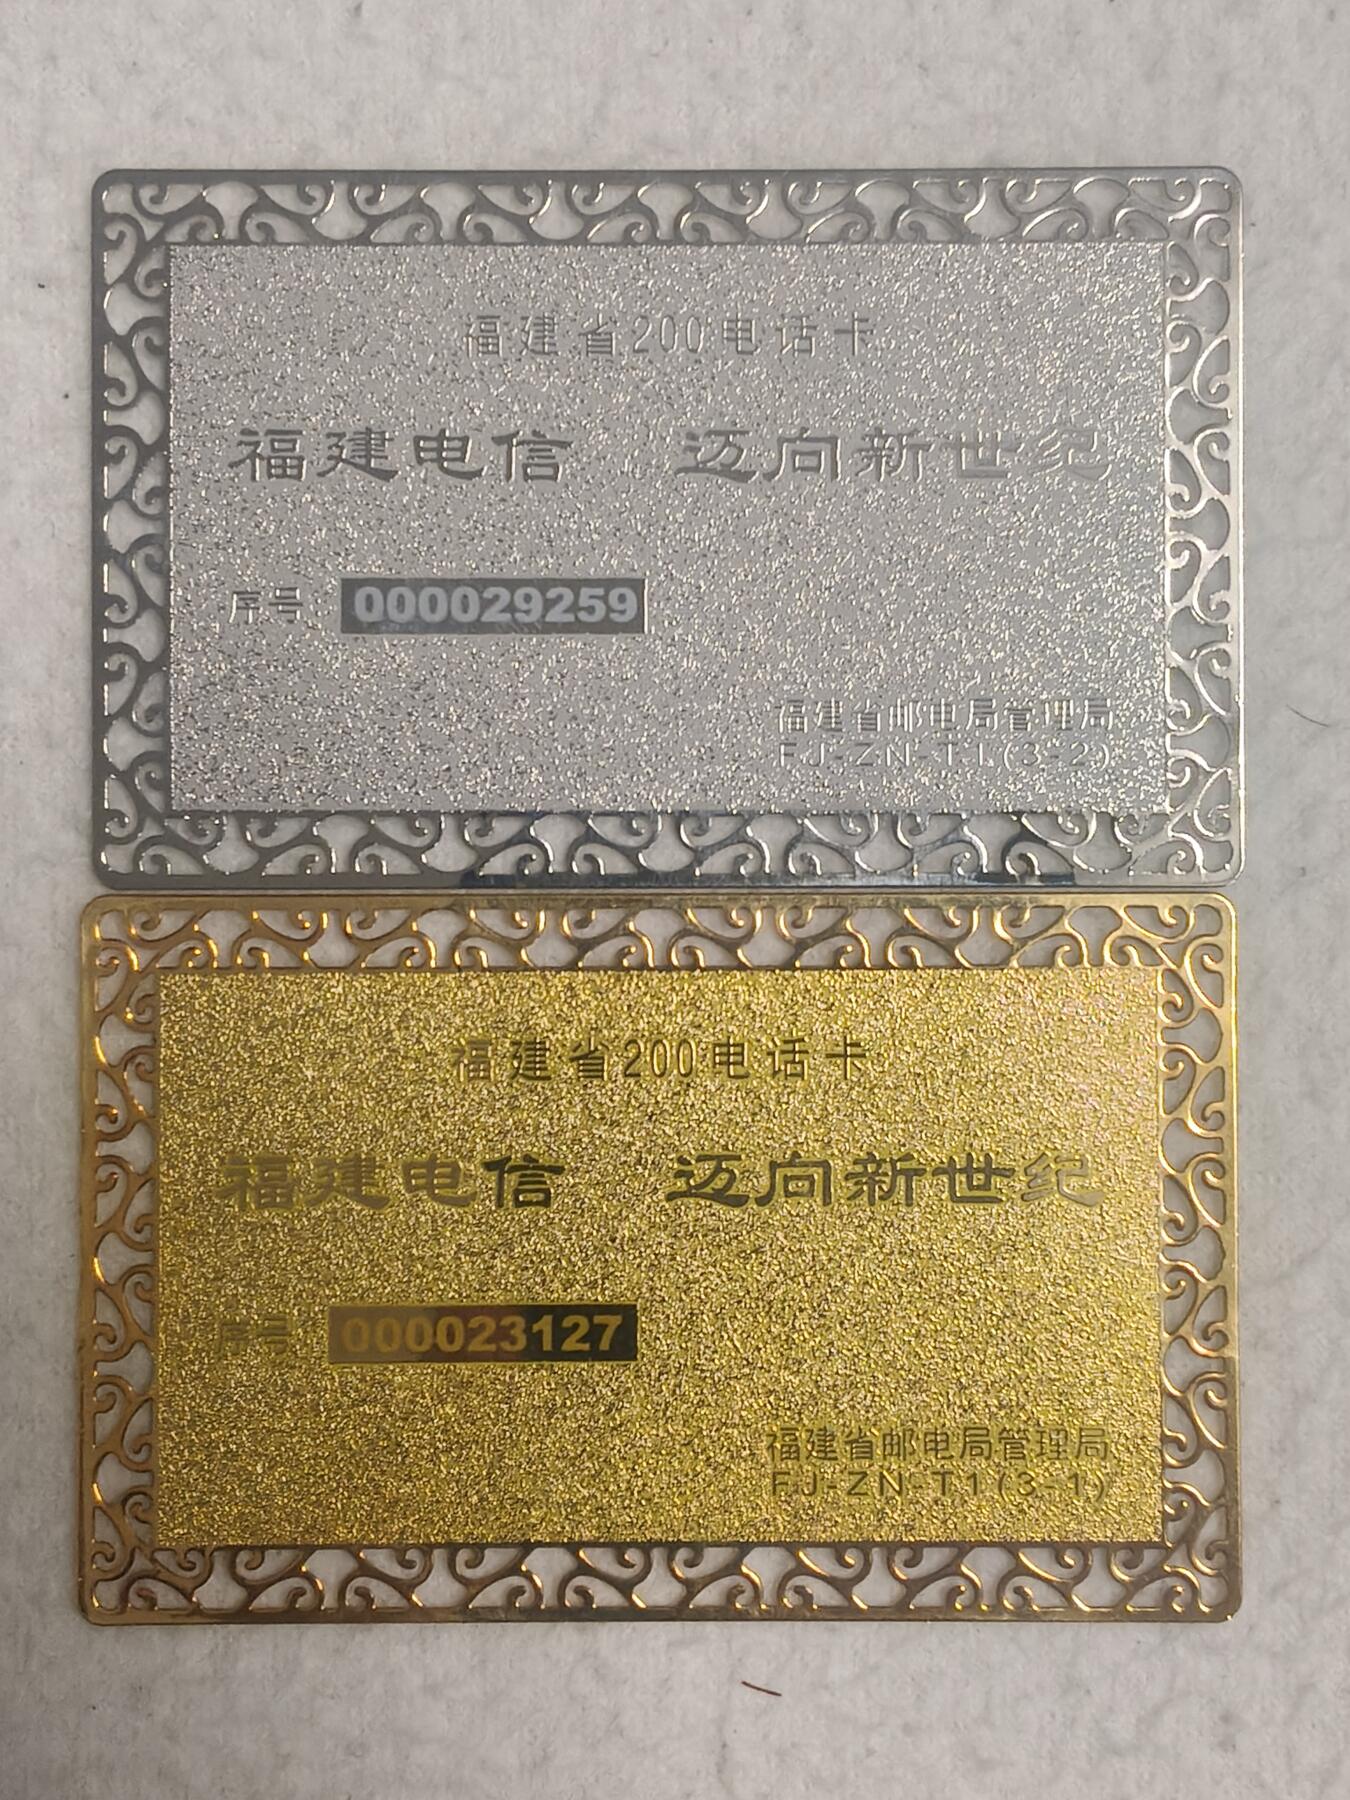 福建省200电话卡
福建电信 迈向新世纪
序号 000029259
福建省邮电局管理局
FJ-ZN-T1(3-2)
福建省200电话卡
福建电信 迈向新世纪
序号 000023127
福建省邮电局管理局
FJ-ZN-T1(3-1)